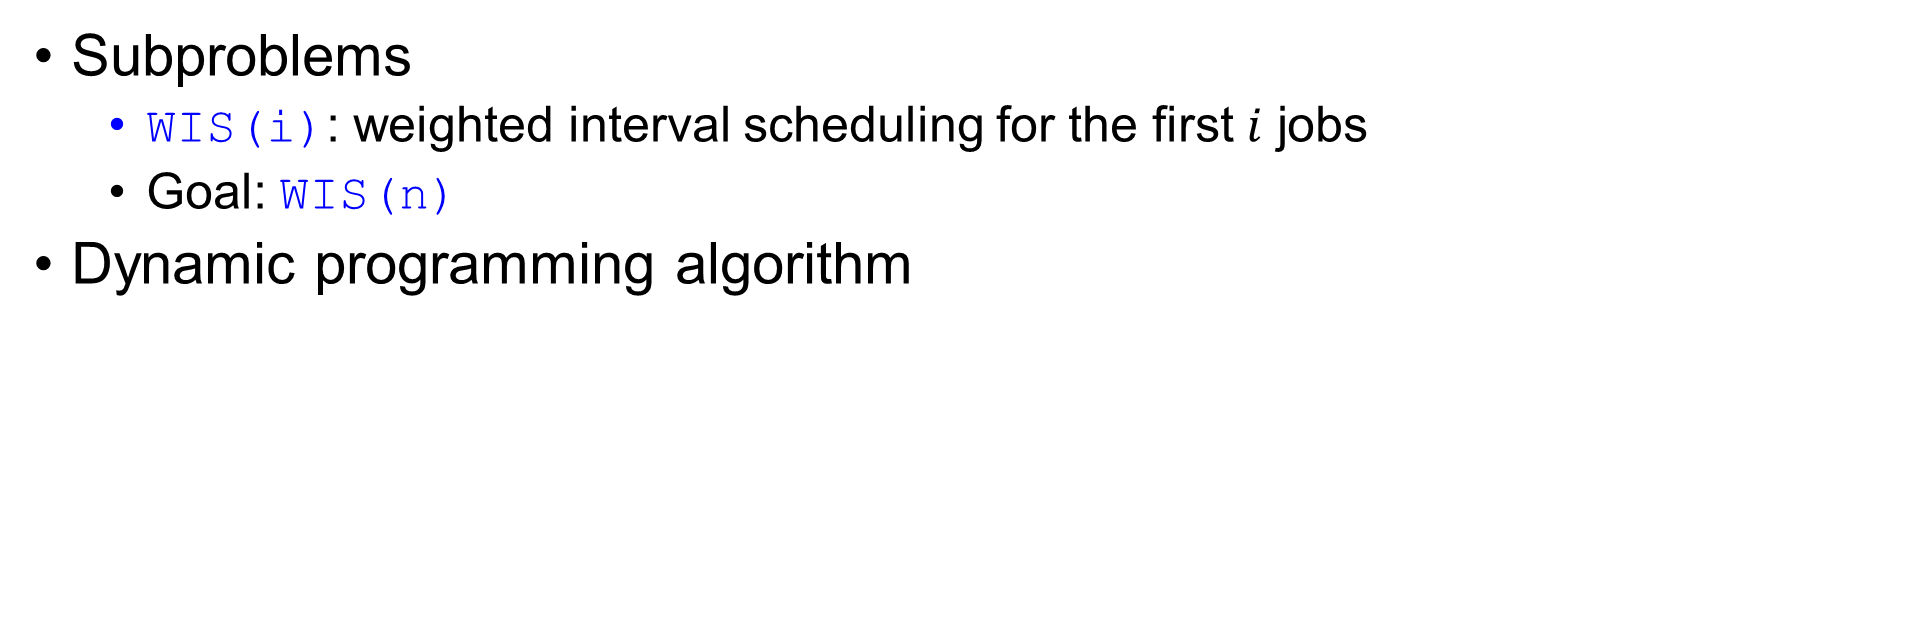 • Subproblems
• WIS(i): weighted interval scheduling for the first i jobs
• Goal: WIS(n)
• Dynamic programming algorithm